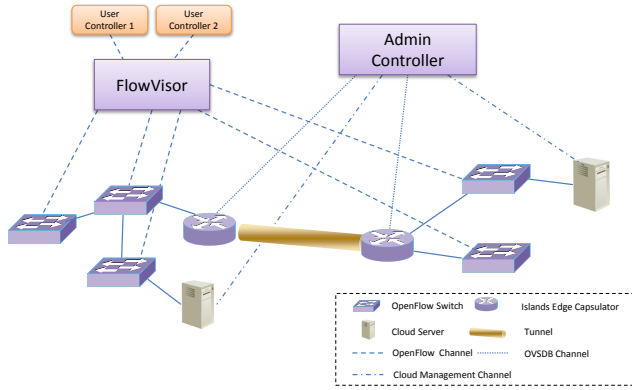 User
Controller 1
User
Controller 2
Admin
Controller
FlowVisor
OpenFlow Switch
Islands Edge Capsulator
Cloud Server
Tunnel
OpenFlow Channel
OVSDB Channel
Cloud Management Channel